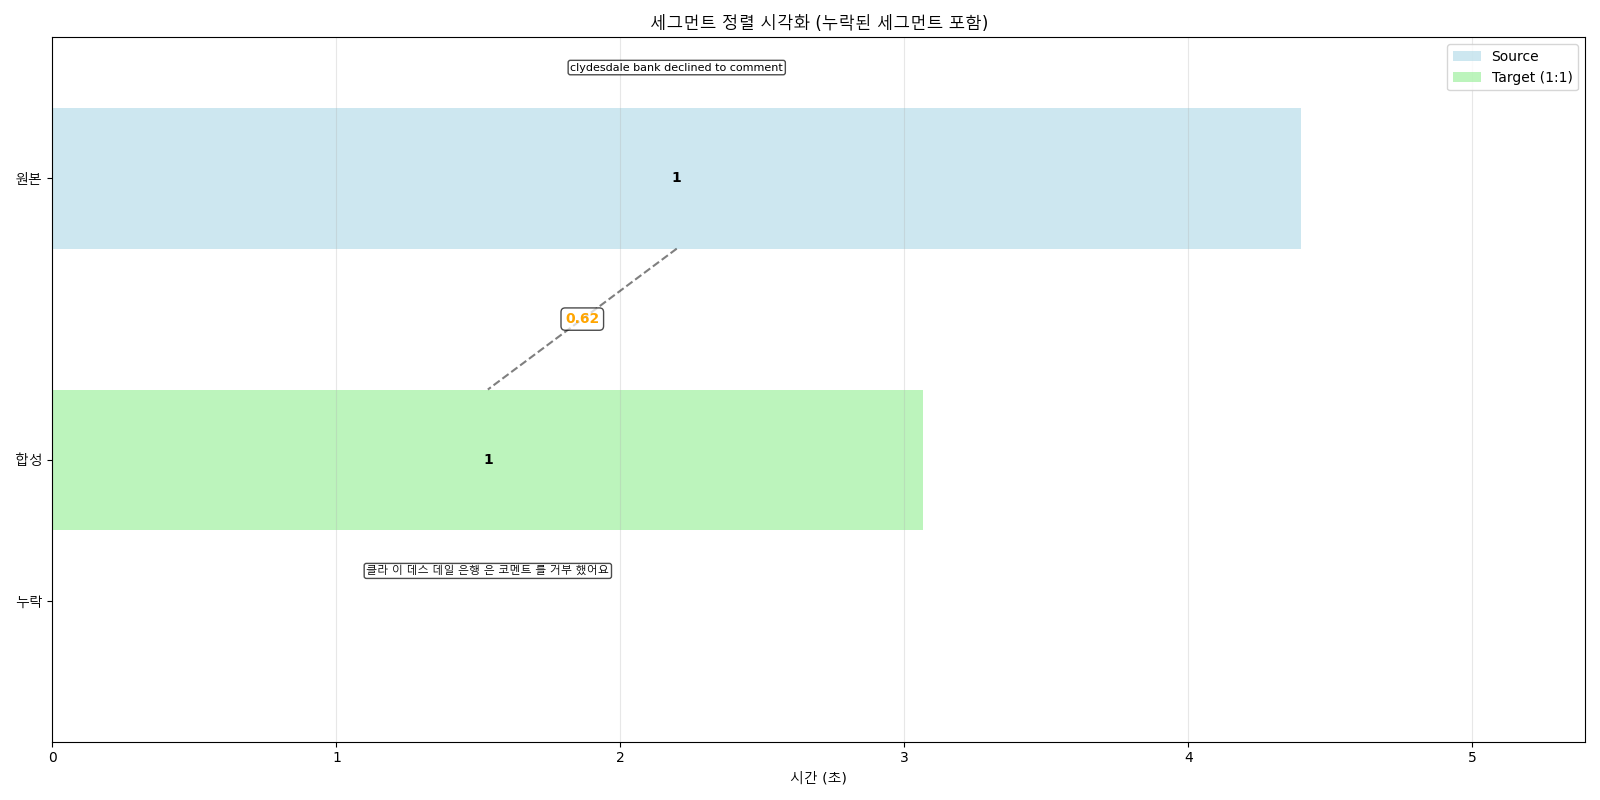 세그먼트 정렬 시각화 (누락된 세그먼트 포함)
clydesdale bank declined to comment
Source
Target (1:1)
원본
1
0.62
합성
1
클라 이 데스 데일 은행 은 코멘트 를 거부 했어요
누락
0 1 2 3 4 5
시간 (초)